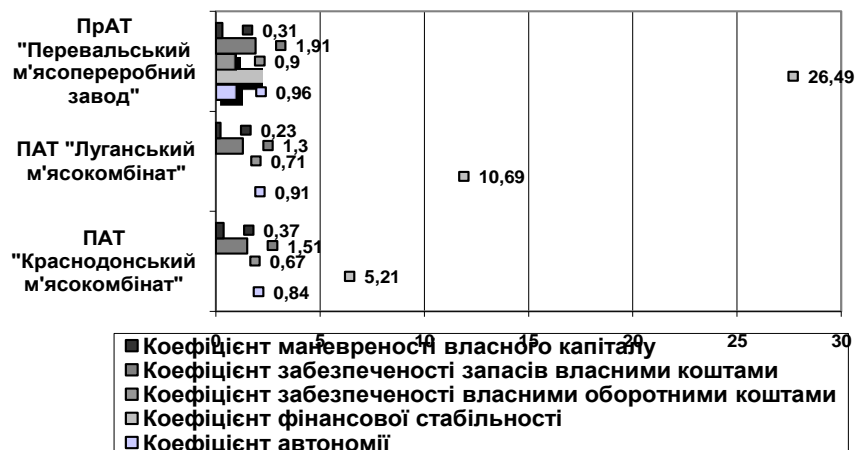 ПрАТ
"Перевальський
м'ясопереробний
завод"
0,31
1,91
0,9
26,49
0,96
ПАТ "Луганський
м'ясокомбінат"
0,23
1,3
0,71
10,69
0,91
ПАТ
"Краснодонський
м'ясокомбінат"
0,37
1,51
0,67
5,21
0,84
0 5 10 15 20 25 30
Коефіцієнт маневреності власного капіталу
Коефіцієнт забезпеченості запасів власними коштами
Коефіцієнт забезпеченості власними оборотними коштами
Коефіцієнт фінансової стабільності
Коефіцієнт автономії